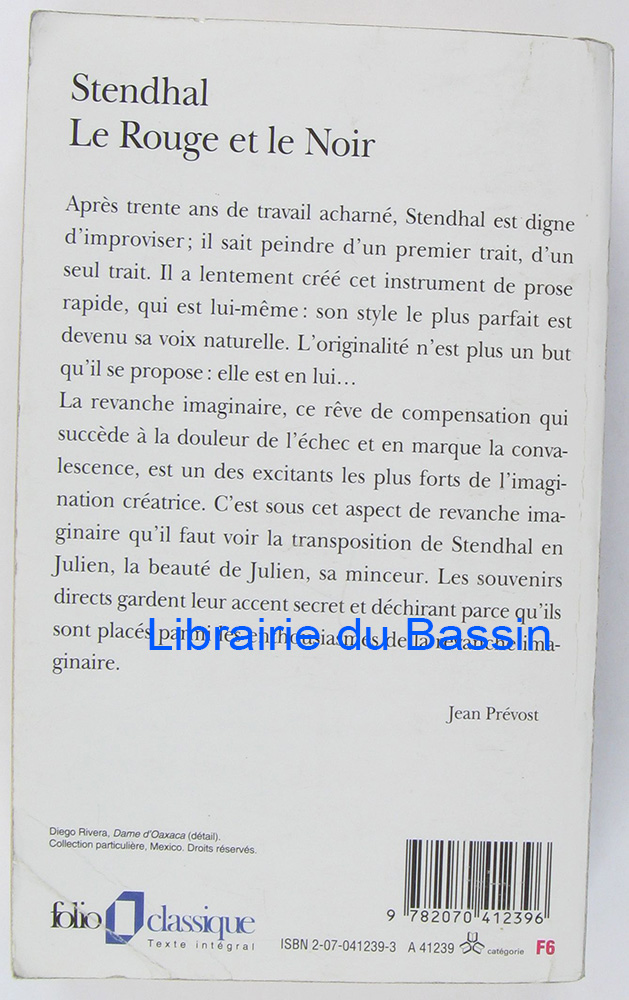 Stendhal
Le Rouge et le Noir
Après trente ans de travail acharné, Stendhal est digne
d'improviser ; il sait peindre d'un premier trait, d'un
seul trait. Il a lentement créé cet instrument de prose
rapide, qui est lui-même : son style le plus parfait est
devenu sa voix naturelle. L'originalité n'est plus un but
qu'il se propose : elle est en lui...
La revanche imaginaire, ce rêve de compensation qui
succède à la douleur de l'échec et en marque la conva-
lescence, est un des excitants les plus forts de l'imagi-
nation créatrice. C'est sous cet aspect de revanche ima-
ginaire qu'il faut voir la transposition de Stendhal en
Julien, la beauté de Julien, sa minceur. Les souvenirs
directs gardent leur accent secret et déchirant parce qu'ils
sont placés parmi les enthousiasmes de la revanche ima-
Librairie du Bassin
ginaire.
Jean Prévost
Diego Rivera, Dame d'Oaxaca (détail).
Collection particulière, Mexico. Droits réservés.
9 782070 412396
folio classique
Texte intégral
ISBN 2-07-041239-3 A 41239 catégorie F6